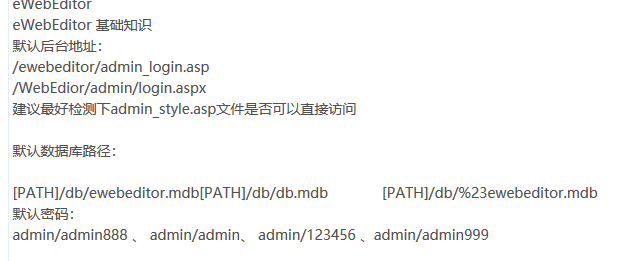 eWebEditor
eWebEditor 基础知识
默认后台地址：
/ewebeditor/admin_login.asp
/WebEdior/admin/login.aspx
建议最好检测下admin_style.asp文件是否可以直接访问
默认数据库路径：
[PATH]/db/ewebeditor.mdb[PATH]/db/db.mdb [PATH]/db/%23ewebeditor.mdb
默认密码：
admin/admin888 、 admin/admin、 admin/123456 、admin/admin999